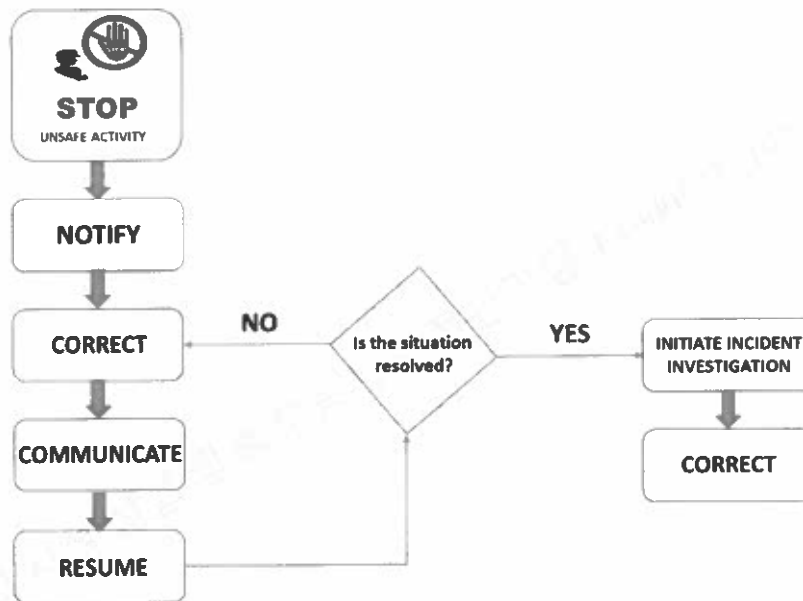 STOP
UNSAFE ACTIVITY
NOTIFY
CORRECT
COMMUNICATE
RESUME
NO
Is the situation
resolved?
YES
INITIATE INCIDENT
INVESTIGATION
CORRECT